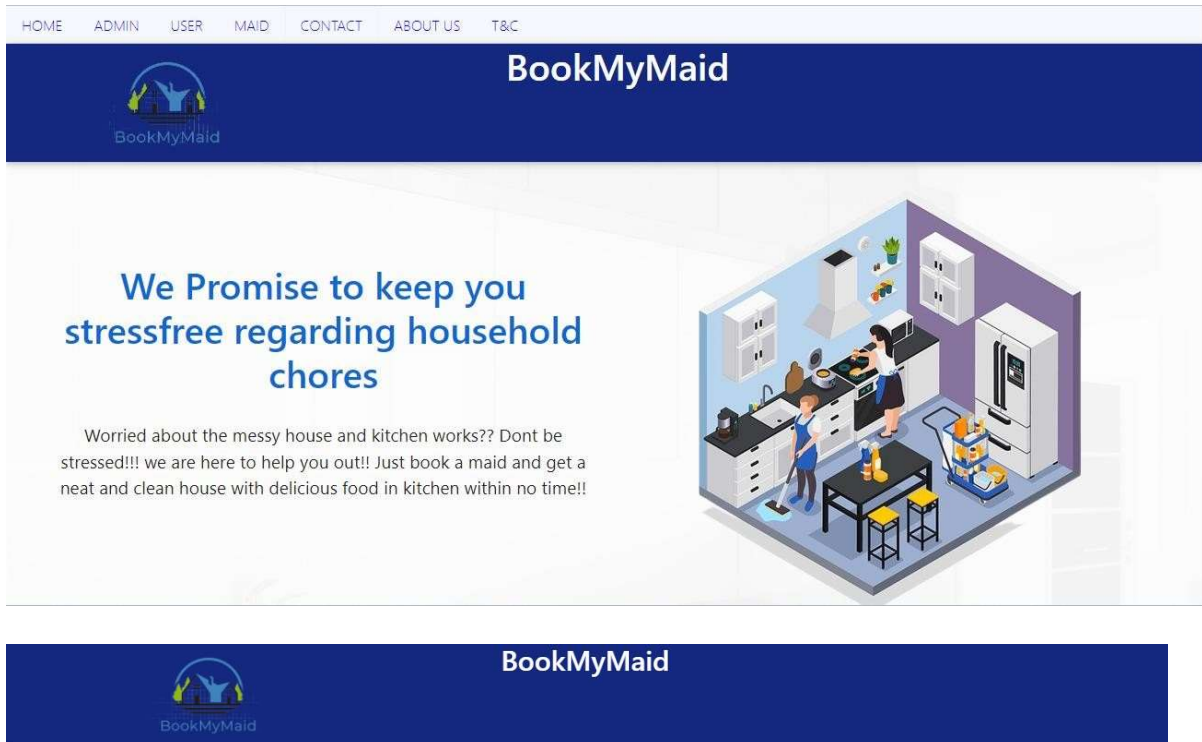 HOME ADMIN USER MAID CONTACT ABOUT US T&C
BookMyMaid
BookMyMaid
We Promise to keep you
stressfree regarding household
chores
Worried about the messy house and kitchen works?? Dont be
stressed!!! we are here to help you out!! Just book a maid and get a
neat and clean house with delicious food in kitchen within no time!!
BookMyMaid
BookMyMaid